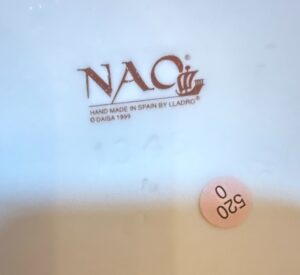 NAO®
HAND MADE IN SPAIN BY LLADRO®
© DAISA 1999
520
0